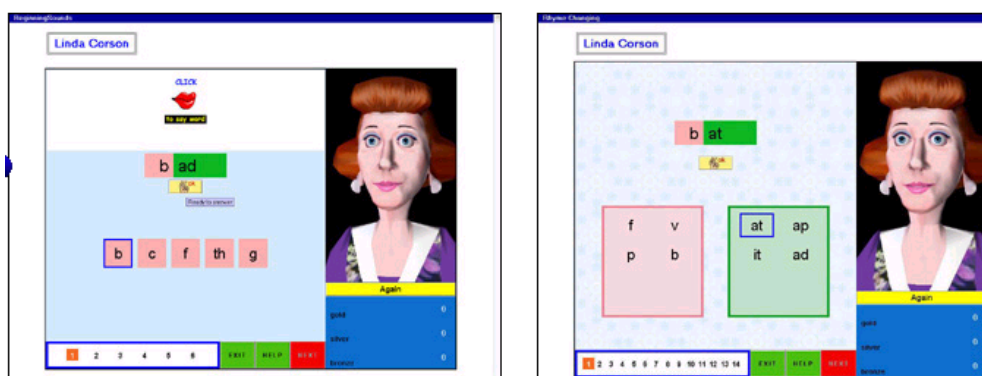 BeginningSounds
Linda Corson
CLICK
to say word
b ad
Ready to answer
b c f th g
Again
gold 0
silver 0
bronze 0
1 2 3 4 5 6
EXIT HELP NEXT
Rhyme Changing
Linda Corson
b at
f v
p b
at ap
it ad
Again
gold 0
silver 0
bronze 0
1 2 3 4 5 6 7 8 9 10 11 12 13 14
EXIT HELP NEXT